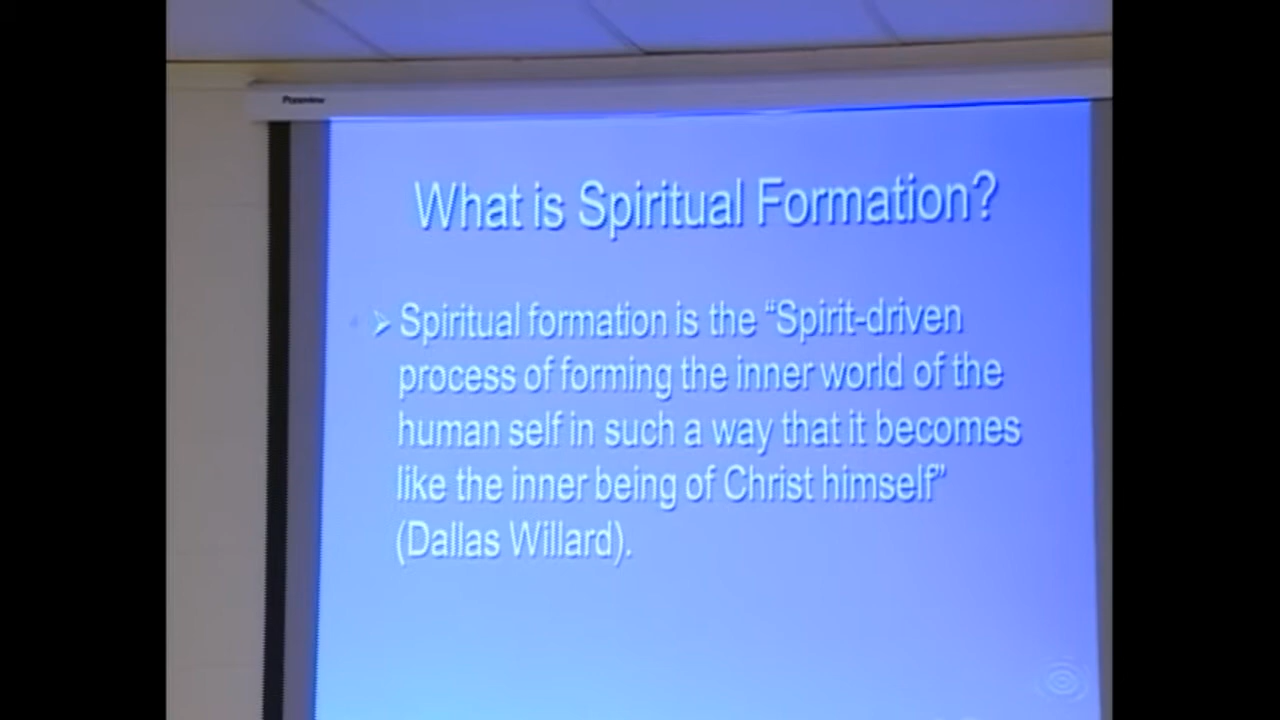 What is Spiritual Formation?
➢ Spiritual formation is the “Spirit-driven
process of forming the inner world of the
human self in such a way that it becomes
like the inner being of Christ himself”
(Dallas Willard).